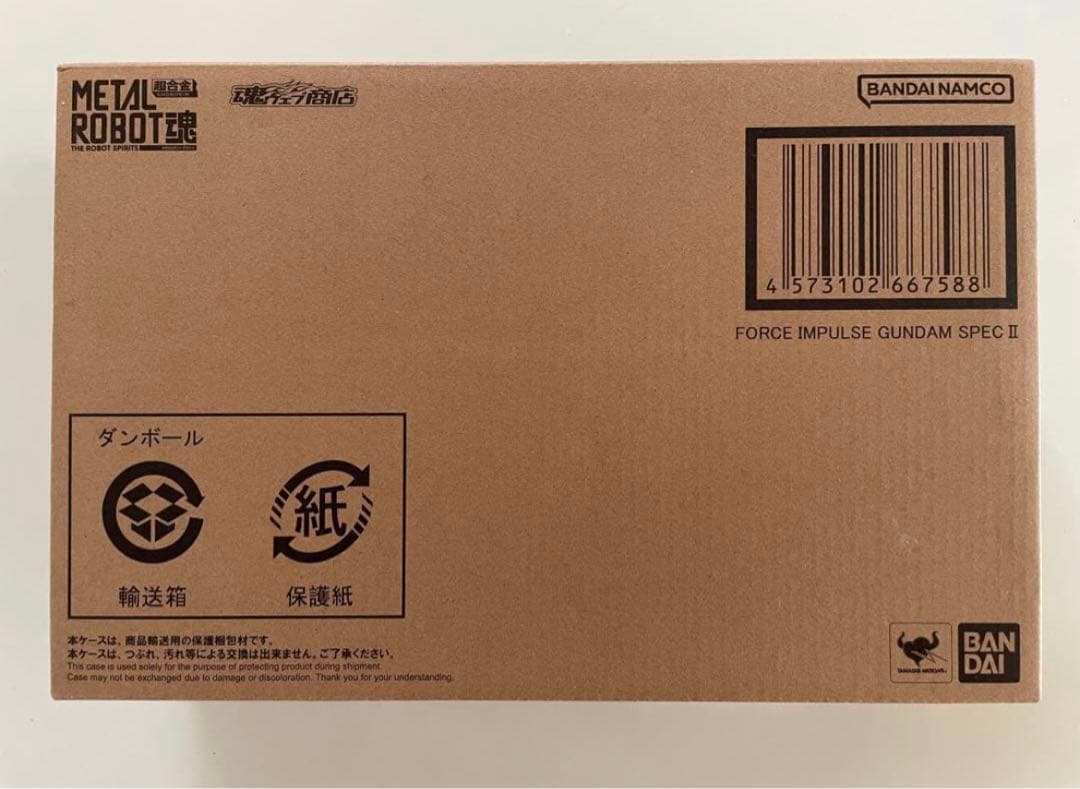 METAL 超合金
ROBOT魂
THE ROBOT SPIRITS
魂ウェブ商店
BANDAI NAMCO
4 573102 667588
FORCE IMPULSE GUNDAM SPEC Ⅱ
ダンボール
紙
輸送箱 保護紙
本ケースは、商品輸送用の保護梱包材です。
本ケースは、つぶれ、汚れ等による交換は出来ません。ご了承ください。
This case is used solely for the purpose of protecting product during shipment.
Case may not be exchanged due to damage or discoloration. Thank you for your understanding.
TAMASHII NATIONS
BAN
DAI